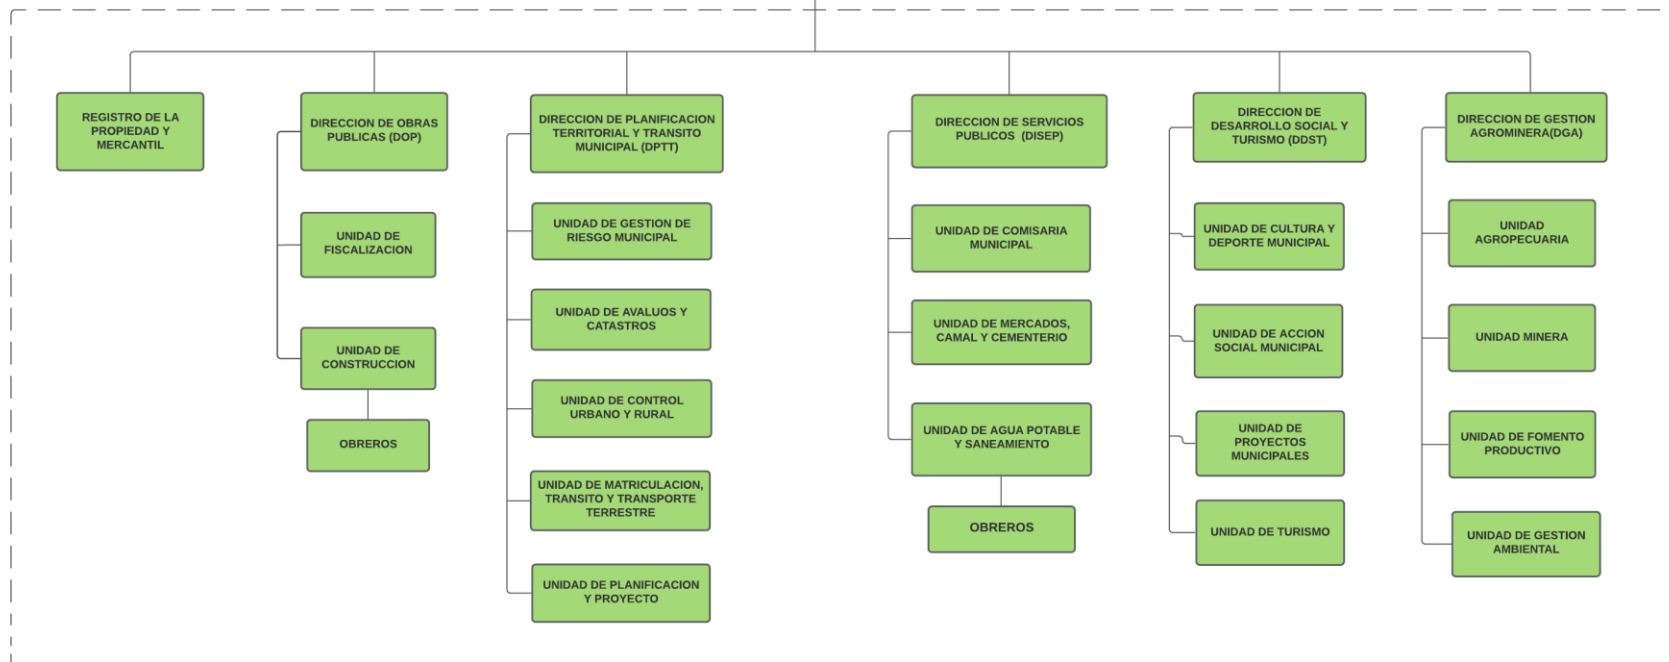 REGISTRO DE LA
PROPIEDAD Y
MERCANTIL
DIRECCION DE OBRAS
PUBLICAS (DOP)
UNIDAD DE
FISCALIZACION
UNIDAD DE
CONSTRUCCION
OBREROS
DIRECCION DE PLANIFICACION
TERRITORIAL Y TRANSITO
MUNICIPAL (DPTT)
UNIDAD DE GESTION DE
RIESGO MUNICIPAL
UNIDAD DE AVALUOS Y
CATASTROS
UNIDAD DE CONTROL
URBANO Y RURAL
UNIDAD DE MATRICULACION,
TRANSITO Y TRANSPORTE
TERRESTRE
UNIDAD DE PLANIFICACION
Y PROYECTO
DIRECCION DE SERVICIOS
PUBLICOS (DISEP)
UNIDAD DE COMISARIA
MUNICIPAL
UNIDAD DE MERCADOS,
CAMAL Y CEMENTERIO
UNIDAD DE AGUA POTABLE
Y SANEAMIENTO
OBREROS
DIRECCION DE
DESARROLLO SOCIAL Y
TURISMO (DDST)
UNIDAD DE CULTURA Y
DEPORTE MUNICIPAL
UNIDAD DE ACCION
SOCIAL MUNICIPAL
UNIDAD DE
PROYECTOS
MUNICIPALES
UNIDAD DE TURISMO
DIRECCION DE GESTION
AGROMINERA(DGA)
UNIDAD
AGROPECUARIA
UNIDAD MINERA
UNIDAD DE FOMENTO
PRODUCTIVO
UNIDAD DE GESTION
AMBIENTAL